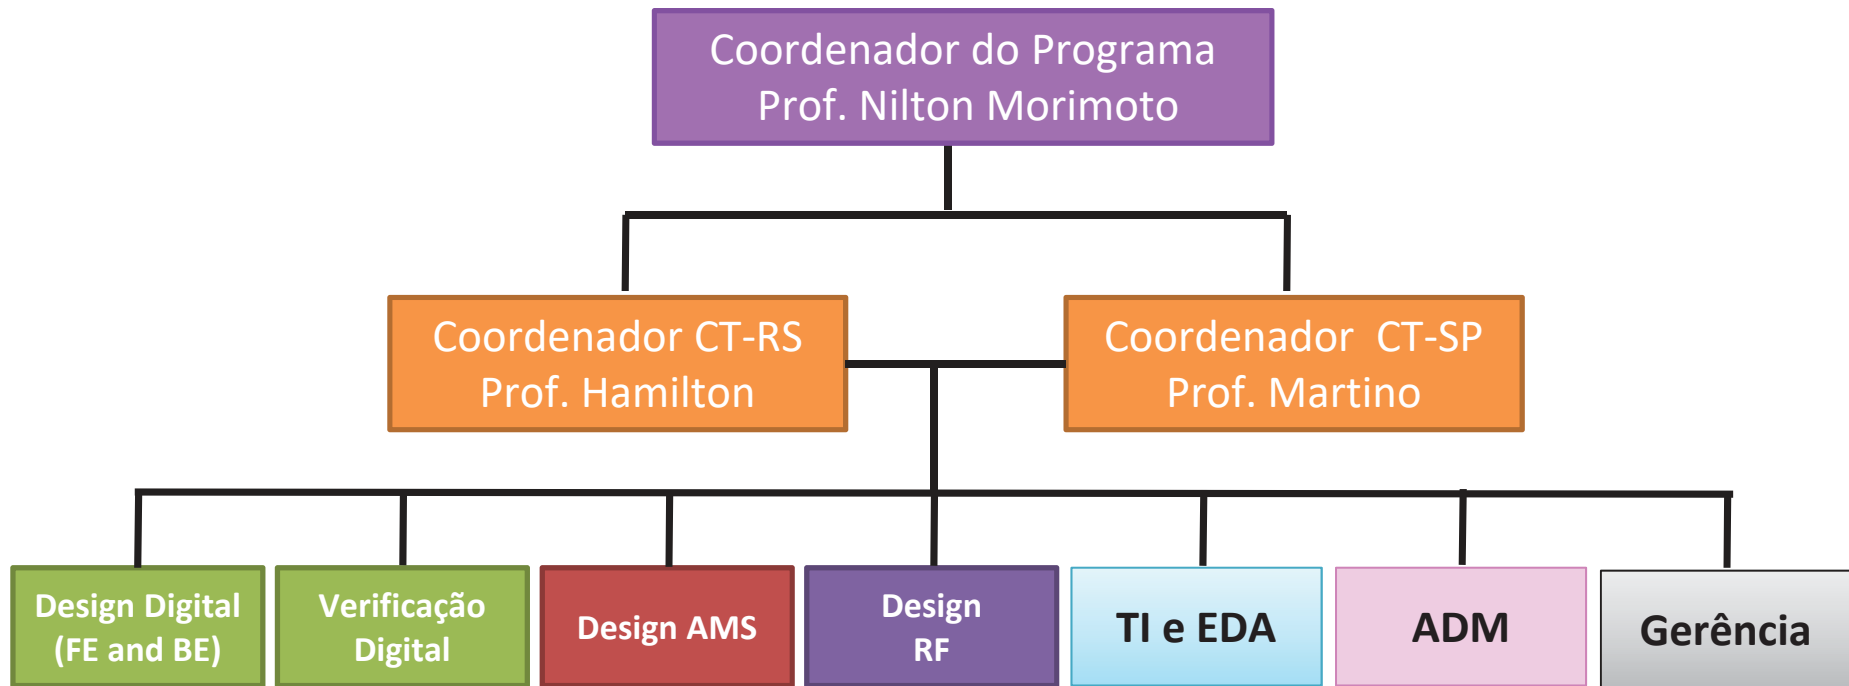 Coordenador do Programa
Prof. Nilton Morimoto
Coordenador CT-RS
Prof. Hamilton
Coordenador CT-SP
Prof. Martino
Design Digital
(FE and BE)
Verificação
Digital
Design AMS
Design
RF
TI e EDA
ADM
Gerência